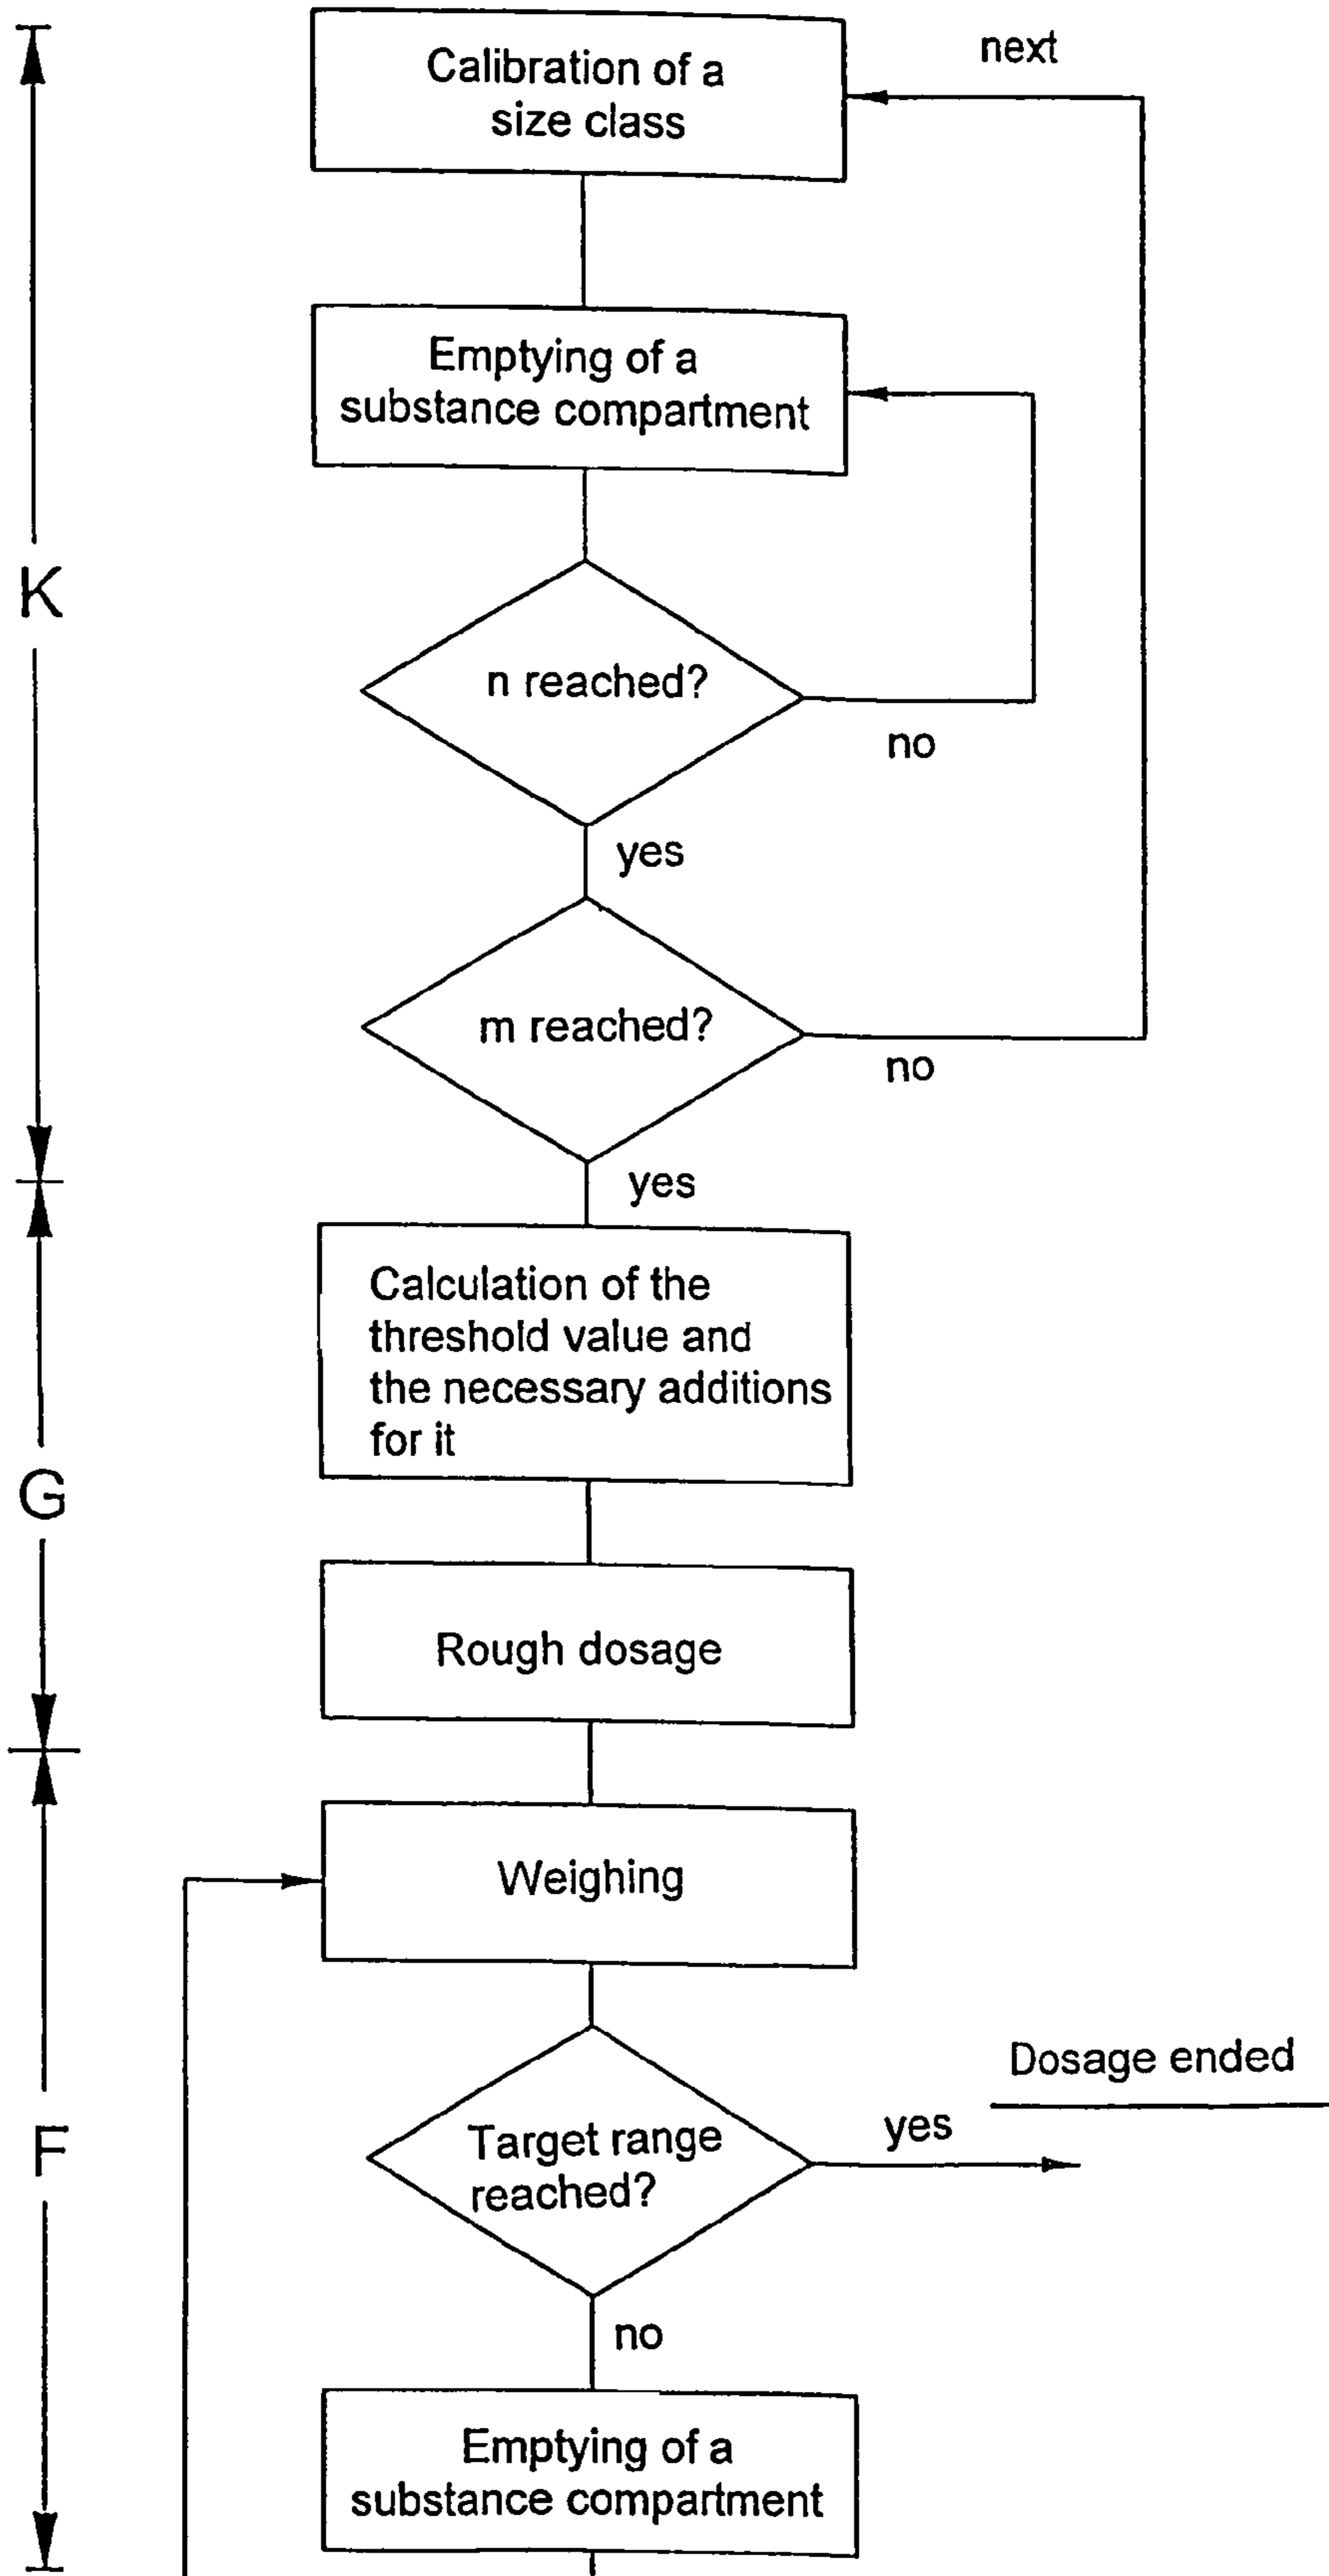 next
Calibration of a
size class
Emptying of a
substance compartment
K
n reached?
no
yes
m reached?
no
yes
Calculation of the
threshold value and
the necessary additions
for it
G
Rough dosage
Weighing
Dosage ended
yes
Target range
reached?
F
no
Emptying of a
substance compartment